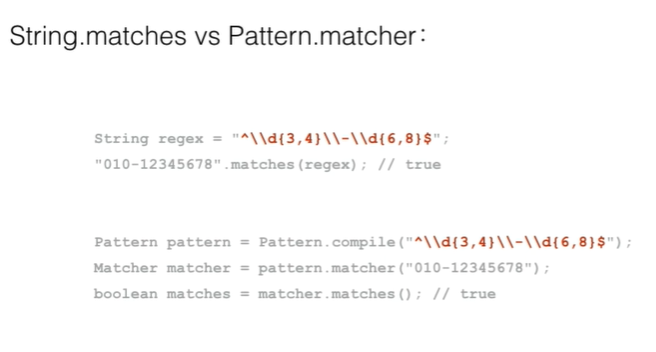 String.matches vs Pattern.matcher：
String regex = "^\\d{3,4}\\-\\d{6,8}$";
"010-12345678".matches(regex); // true
Pattern pattern = Pattern.compile("^\\d{3,4}\\-\\d{6,8}$");
Matcher matcher = pattern.matcher("010-12345678");
boolean matches = matcher.matches(); // true